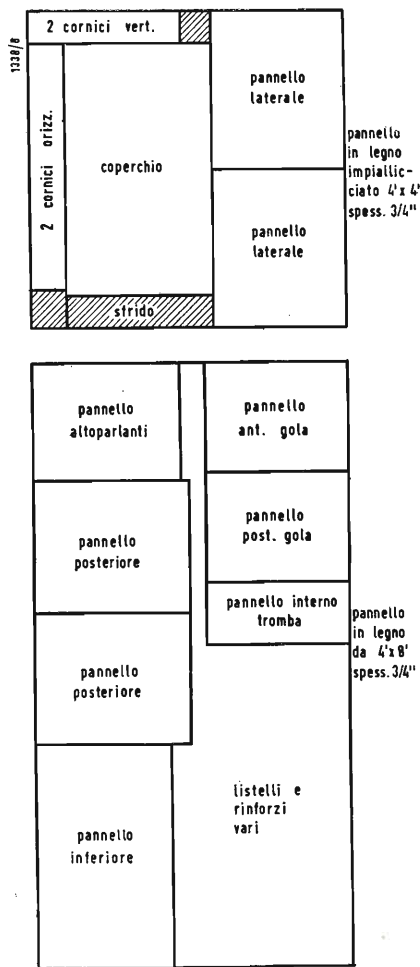 2 cornici vert.
1338/8
2 cornici orizz.
coperchio
pannello
laterale
pannello
laterale
strido
pannello
in legno
impiallic-
ciato 4'x 4'
spess. 3/4"
pannello
altoparlanti
pannello
ant. gola
pannello
posteriore
pannello
post. gola
pannello interno
tromba
pannello
in legno
da 4'x 8'
spess. 3/4"
pannello
posteriore
listelli e
rinforzi
vari
pannello
inferiore